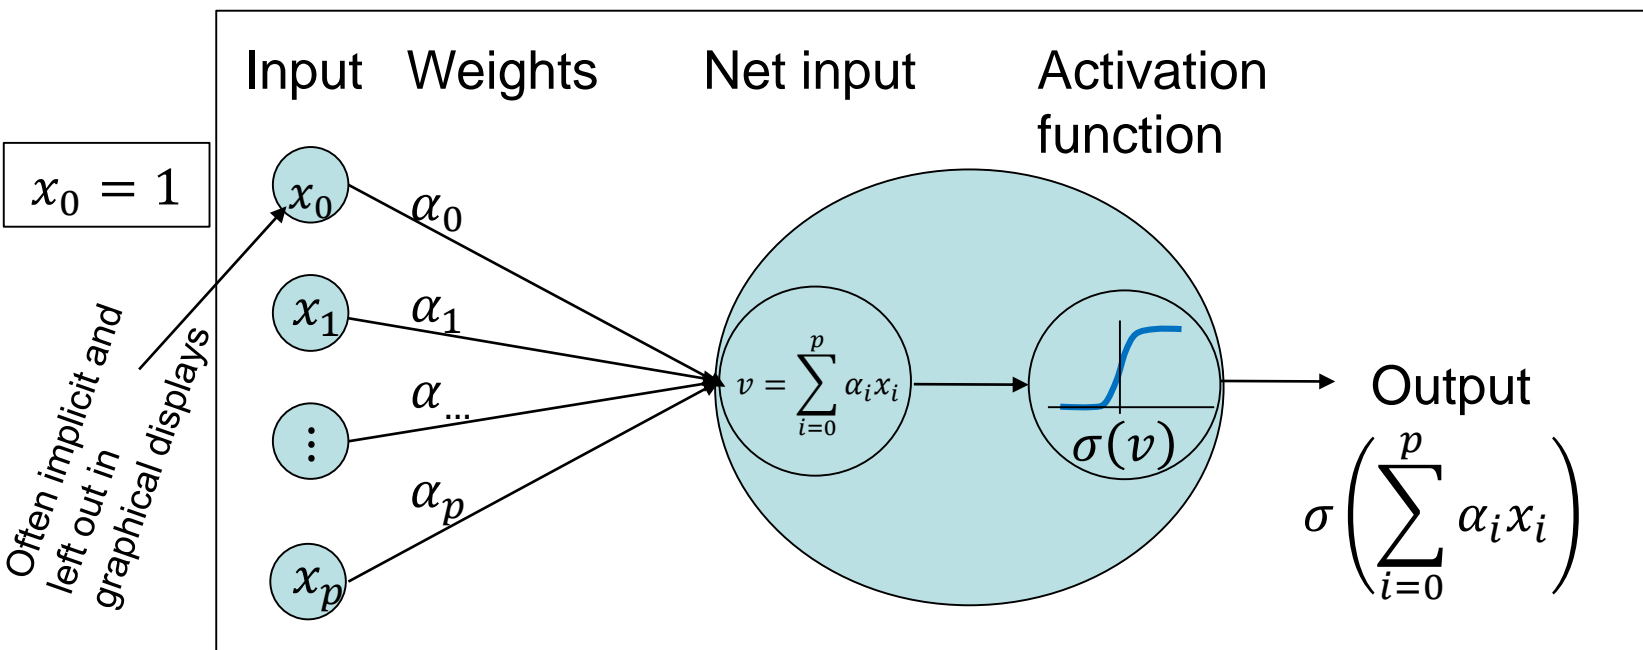 Input Weights Net input Activation
function
x₀ = 1
x₀
α₀
x₁
α₁
α…
⋮
αₚ
xₚ
v = ∑ᵢ₌₀ᵖ αᵢxᵢ
σ(v)
Output
σ(∑ᵢ₌₀ᵖ αᵢxᵢ)
Often implicit and
left out in
graphical displays